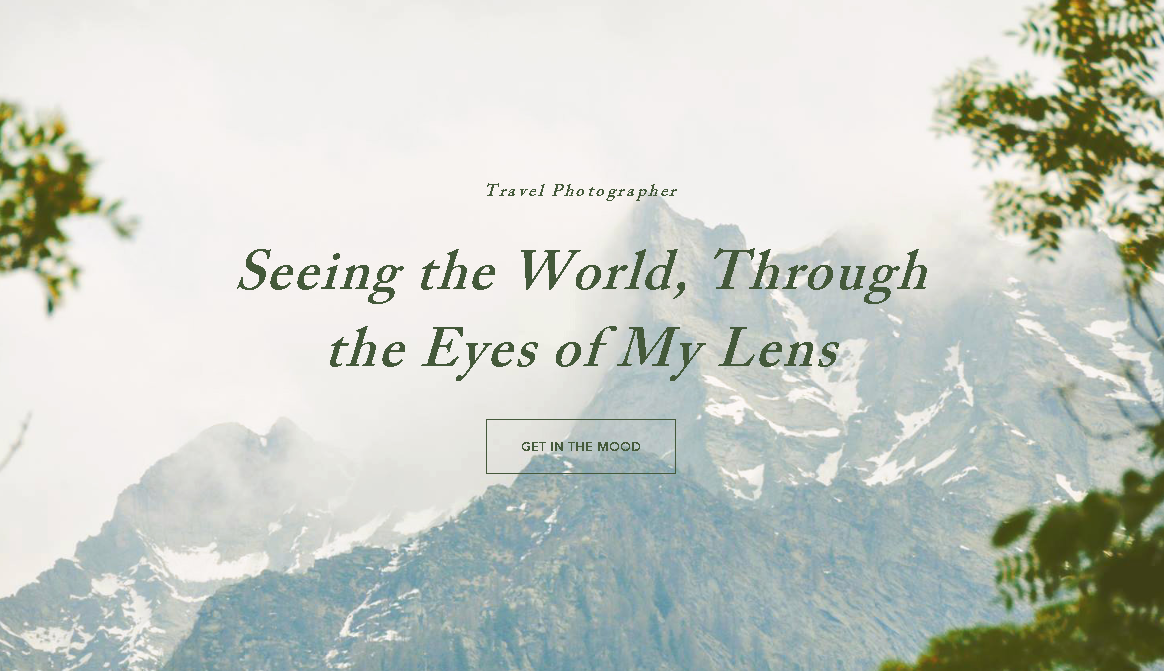 Travel Photographer
Seeing the World, Through
the Eyes of My Lens
GET IN THE MOOD